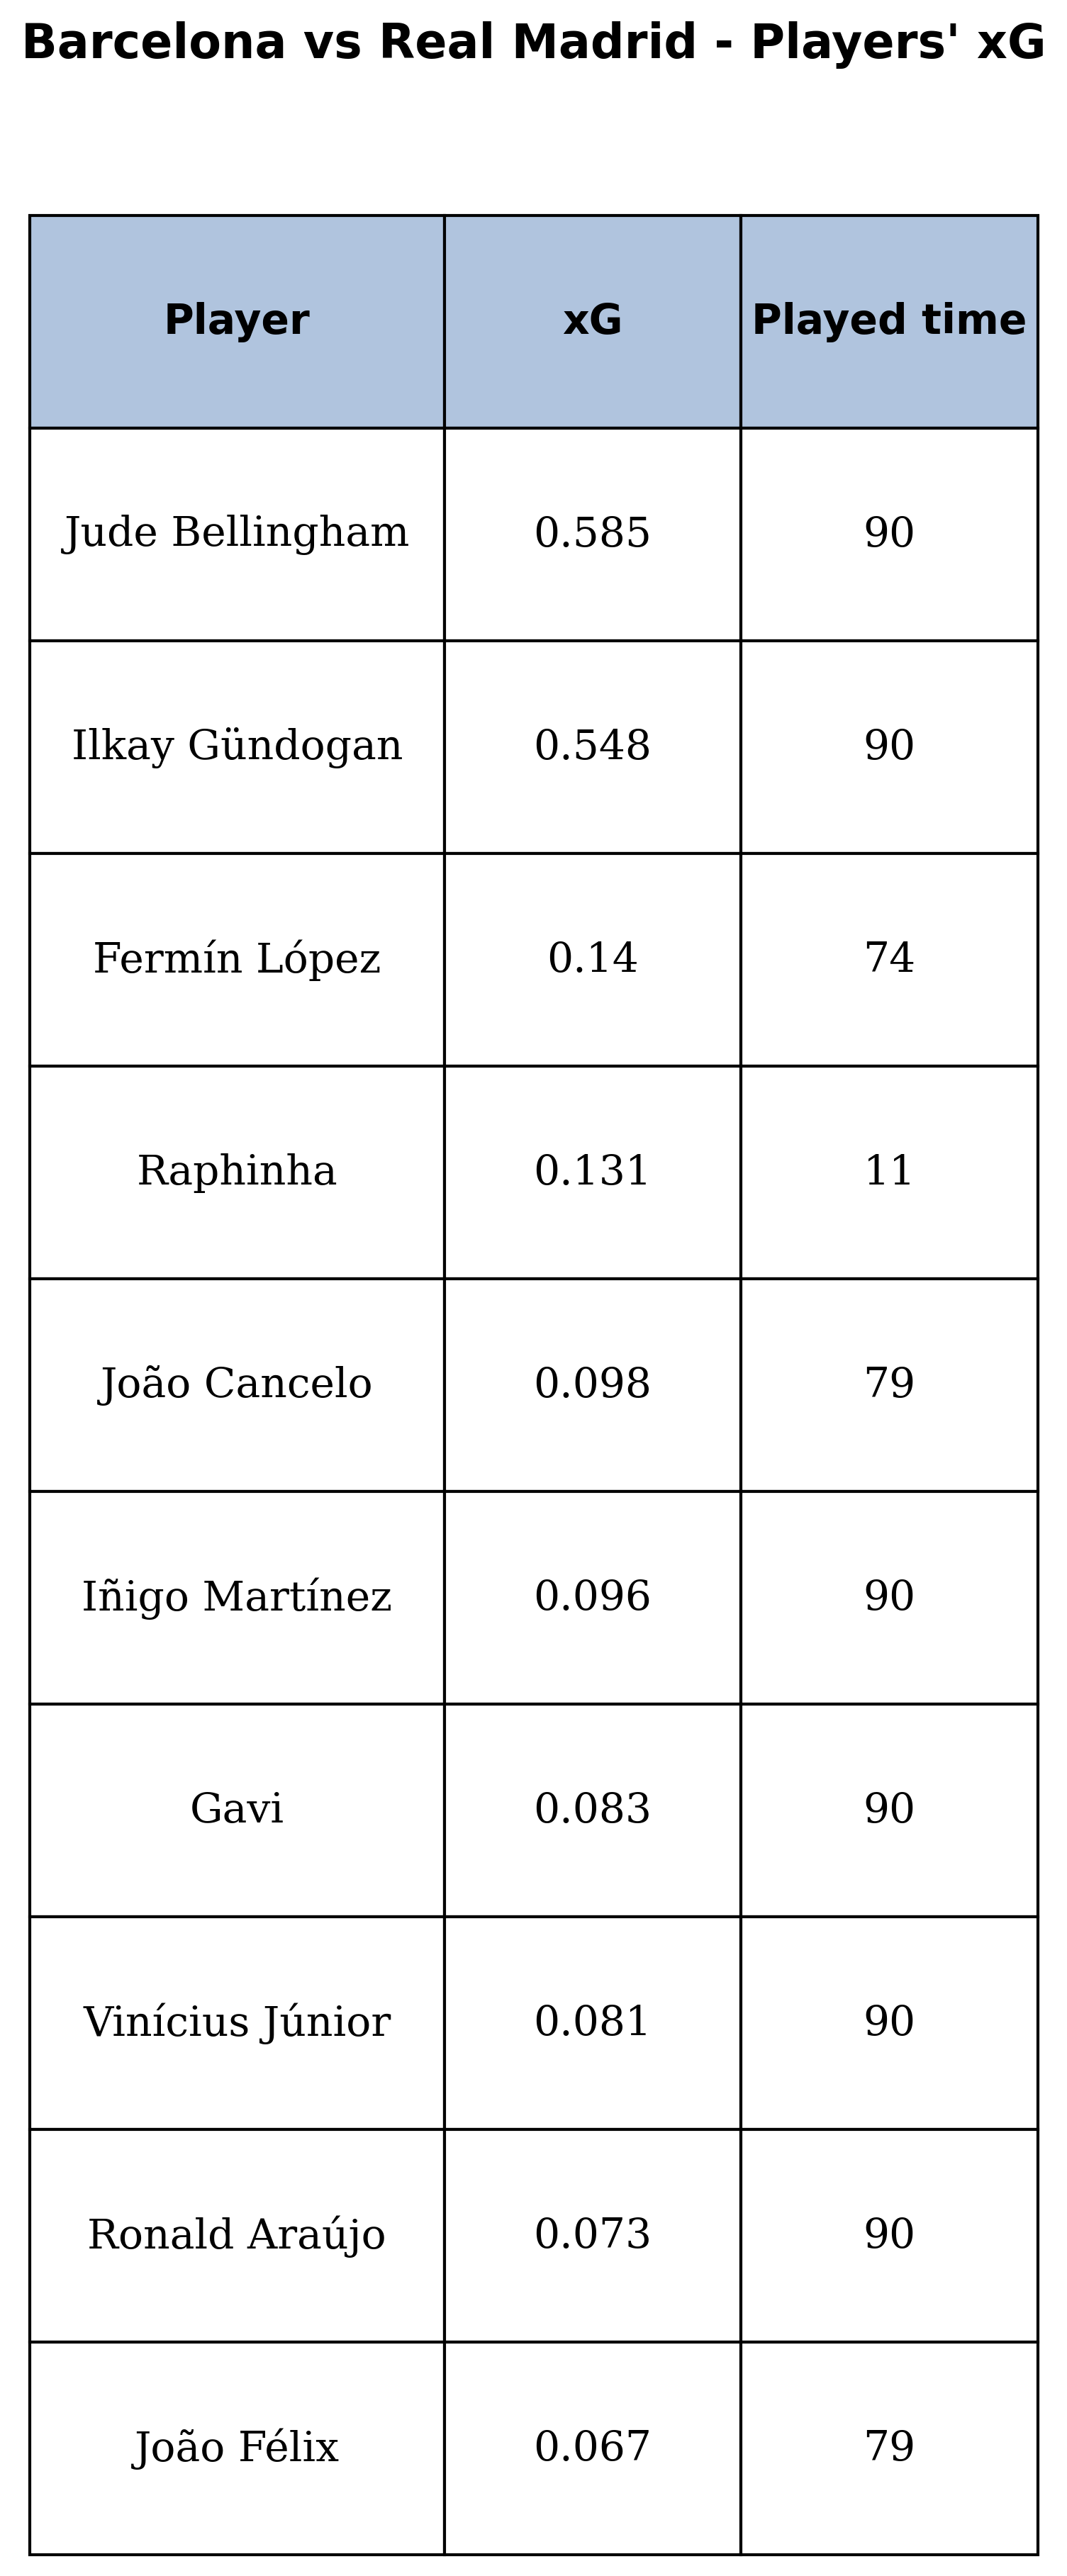 Barcelona vs Real Madrid - Players' xG
Player xG Played time
Jude Bellingham 0.585 90
Ilkay Gündogan 0.548 90
Fermín López 0.14 74
Raphinha 0.131 11
João Cancelo 0.098 79
Iñigo Martínez 0.096 90
Gavi 0.083 90
Vinícius Júnior 0.081 90
Ronald Araújo 0.073 90
João Félix 0.067 79